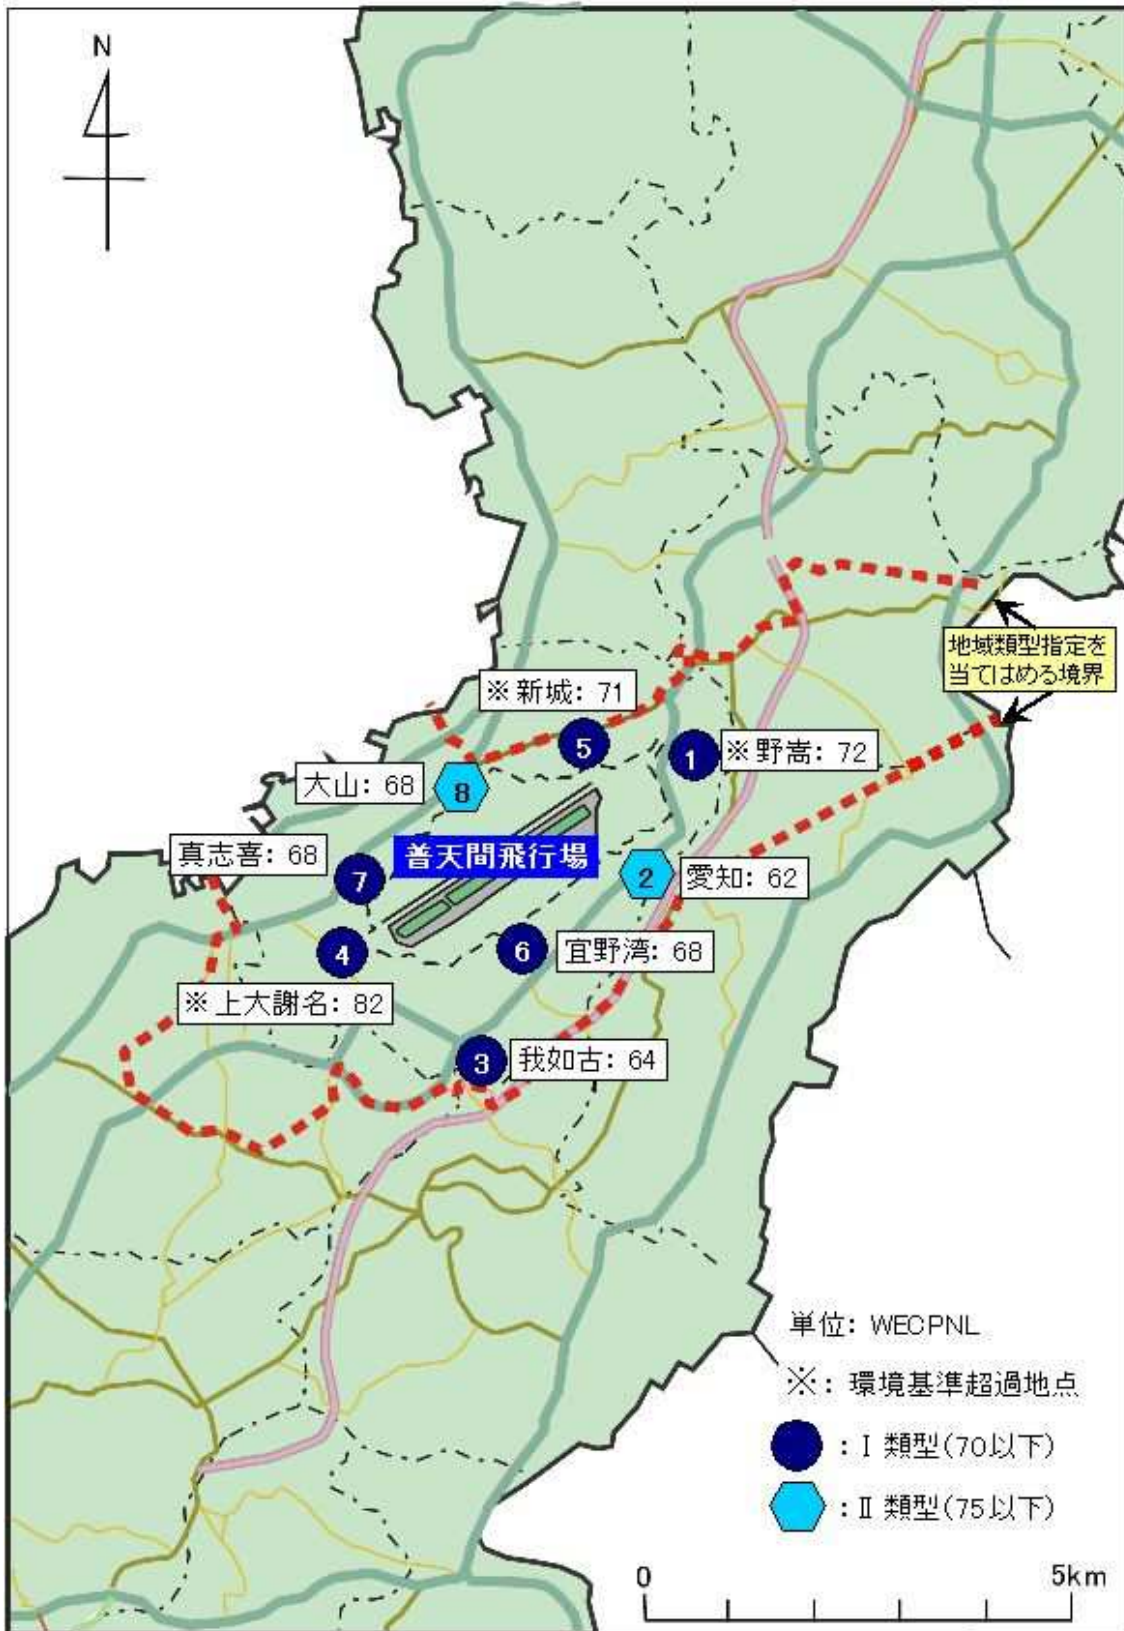 N
地域類型指定を
当てはめる境界
※新城: 71
5
1
※野嵩: 72
大山: 68
8
真志喜: 68
普天間飛行場
7
2
愛知: 62
4
6
宜野湾: 68
※上大謝名: 82
3
我如古: 64
単位: WECPNL
※: 環境基準超過地点
: Ⅰ 類型(70以下)
: Ⅱ 類型(75以下)
0
5km